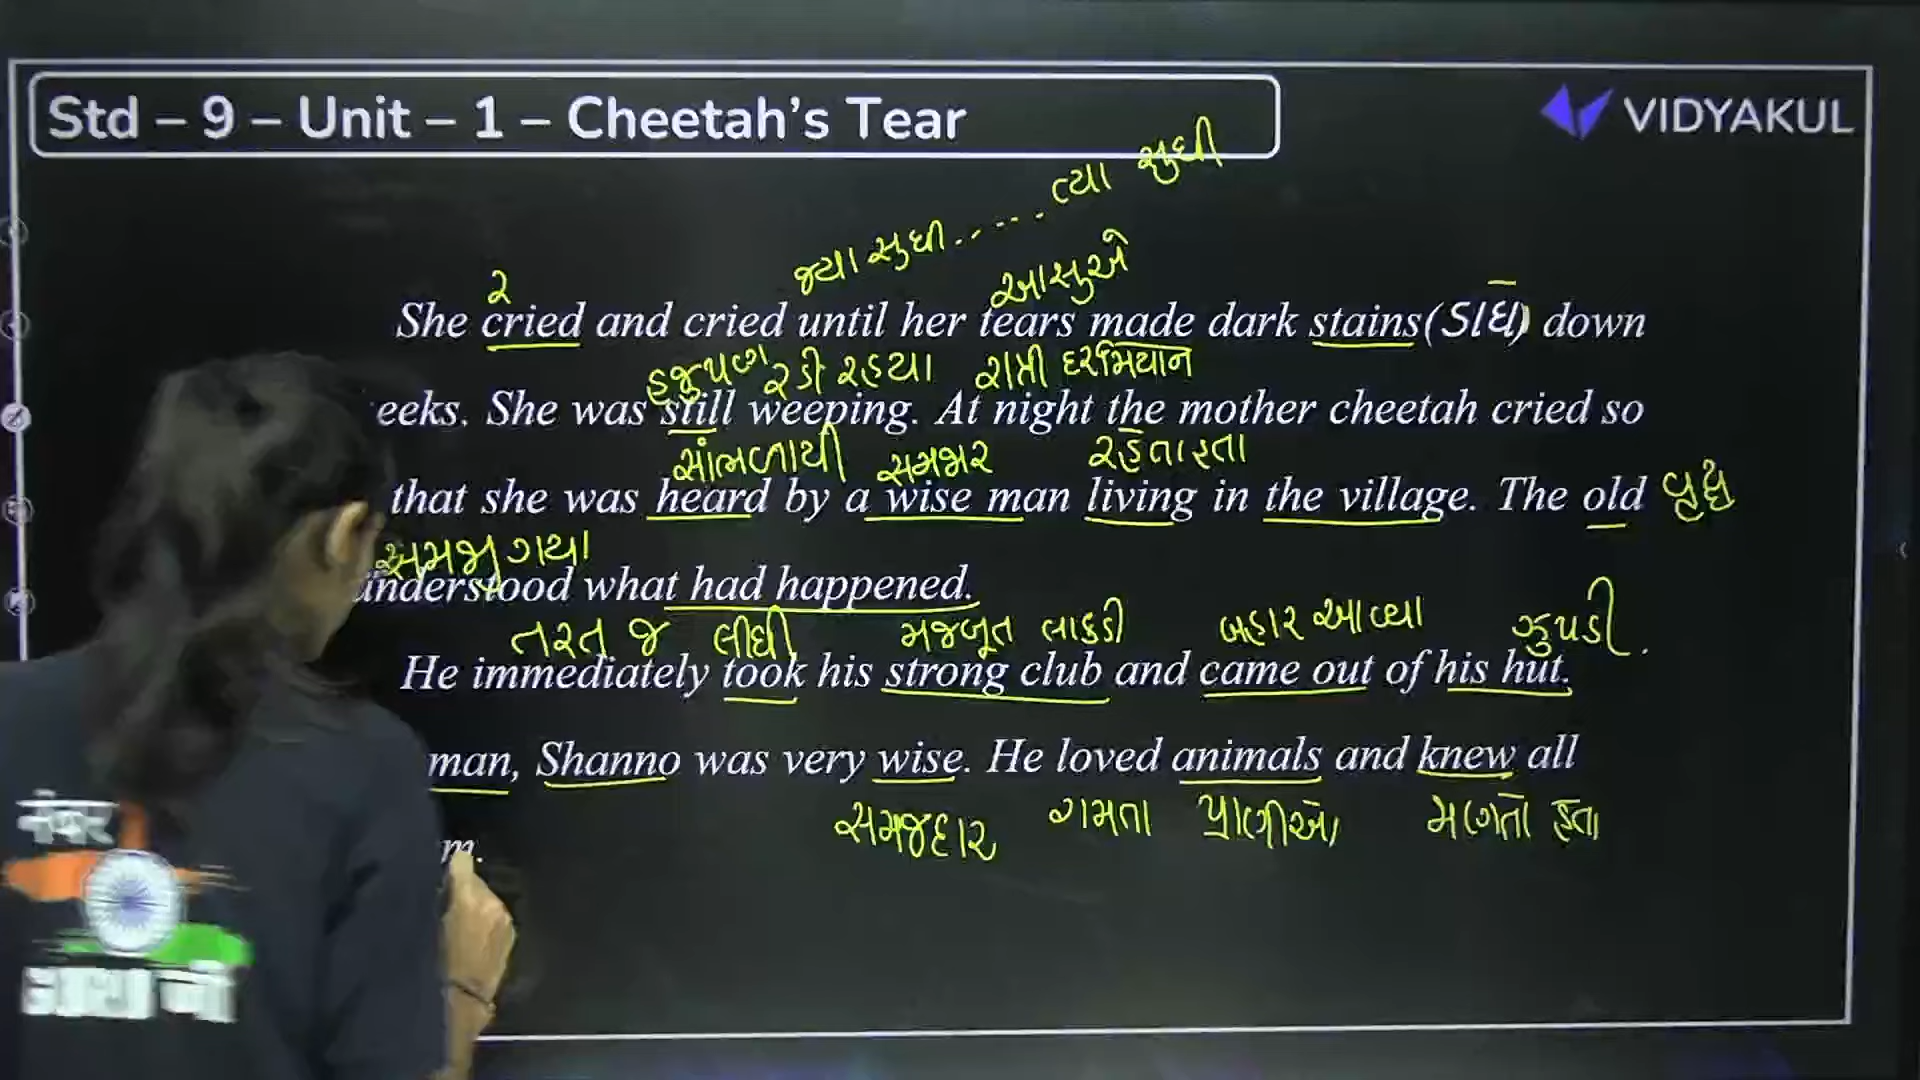 Std – 9 – Unit – 1 – Cheetah's Tear
VIDYAKUL
ત્યા સુધી
જ્યા સુધી.....
૨ આસુએ
She cried and cried until her tears made dark stains(ડાઘ) down
હજુપણ રડી રહયા રાત્રી દરમિયાન
eeks. She was still weeping. At night the mother cheetah cried so
સાંભળાયી સમજાર રહેતા હતા
that she was heard by a wise man living in the village. The old વૃધ્ધ
સમજી ગયા
understood what had happened.
તરત જ લીધી મજબૂત લાકડી બહાર આવ્યા ઝુપડી.
He immediately took his strong club and came out of his hut.
man, Shanno was very wise. He loved animals and knew all
સમજદાર ગમતા પ્રાણીઓ હતા
m.